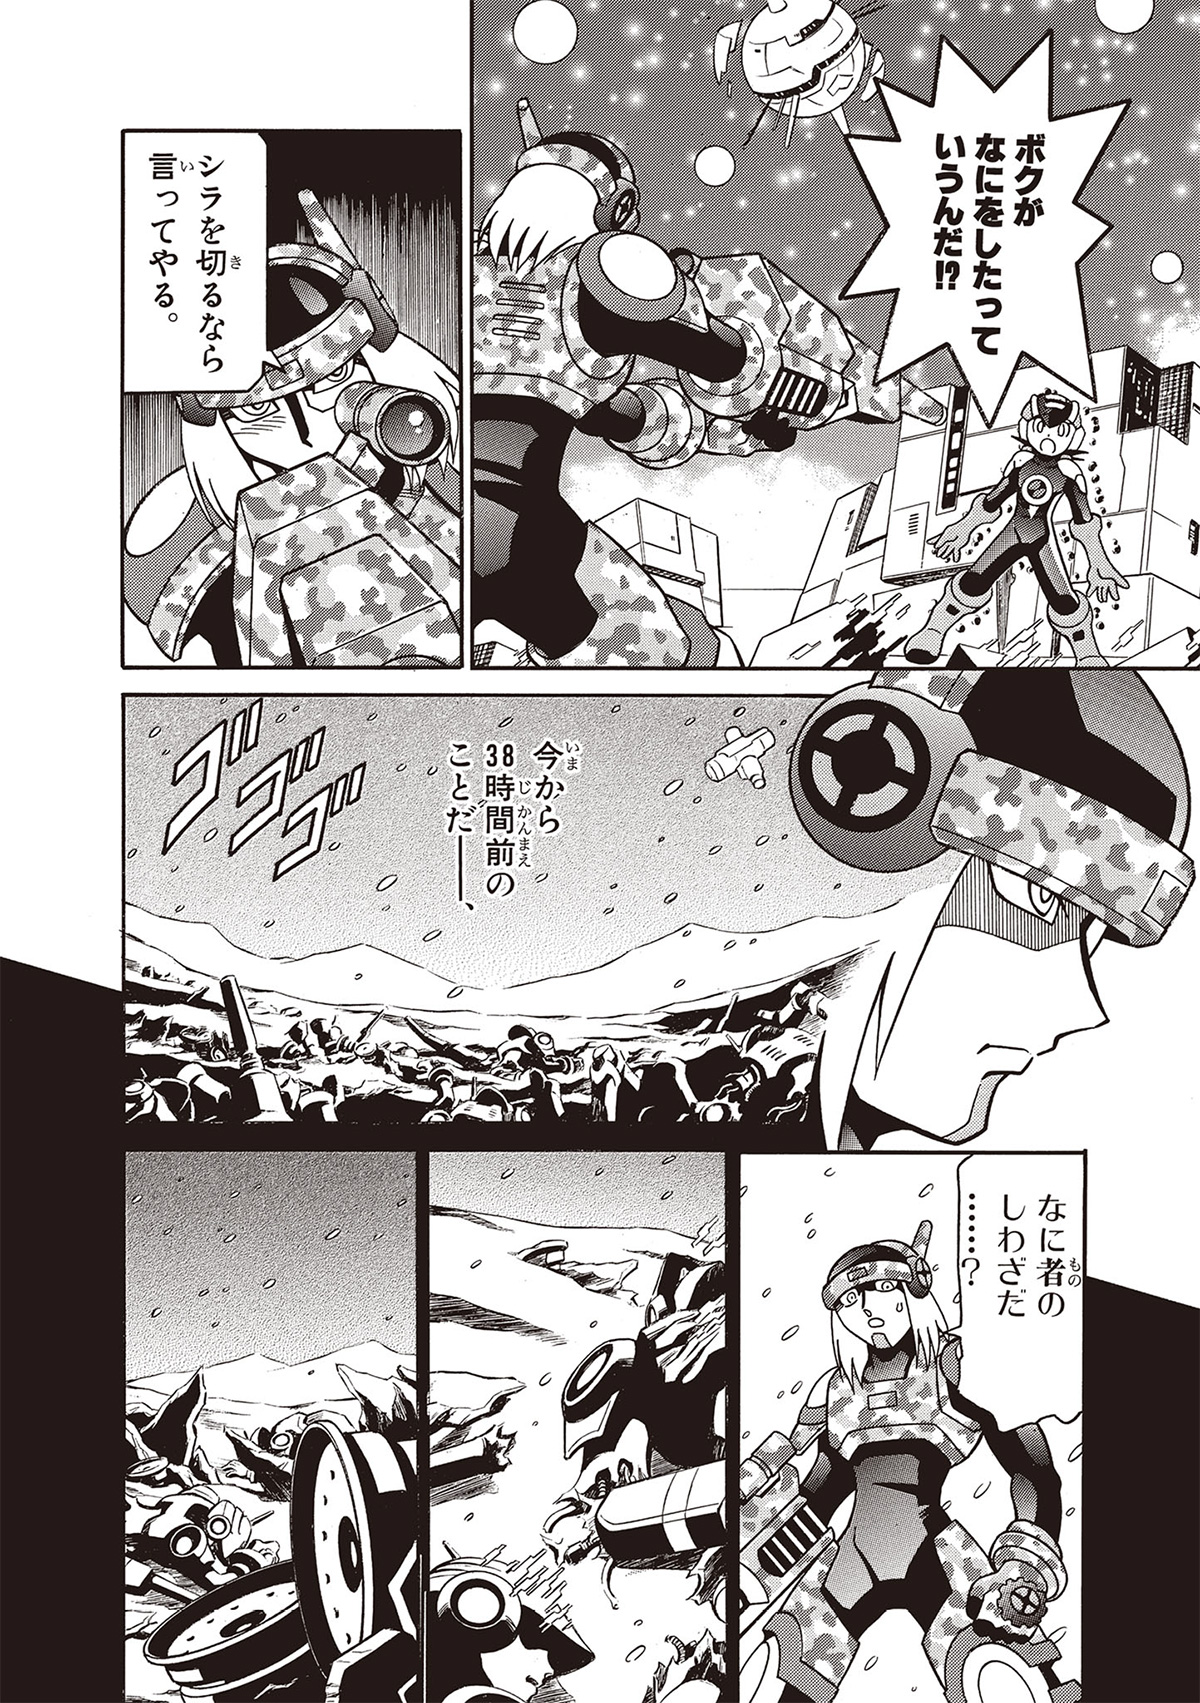 ボクが
なにをしたって
いうんだ!?
シラを切るなら
言ってやる。
今から
38時間前の
ことだ――、
ゴゴゴ
なに者の
しわざだ
……？